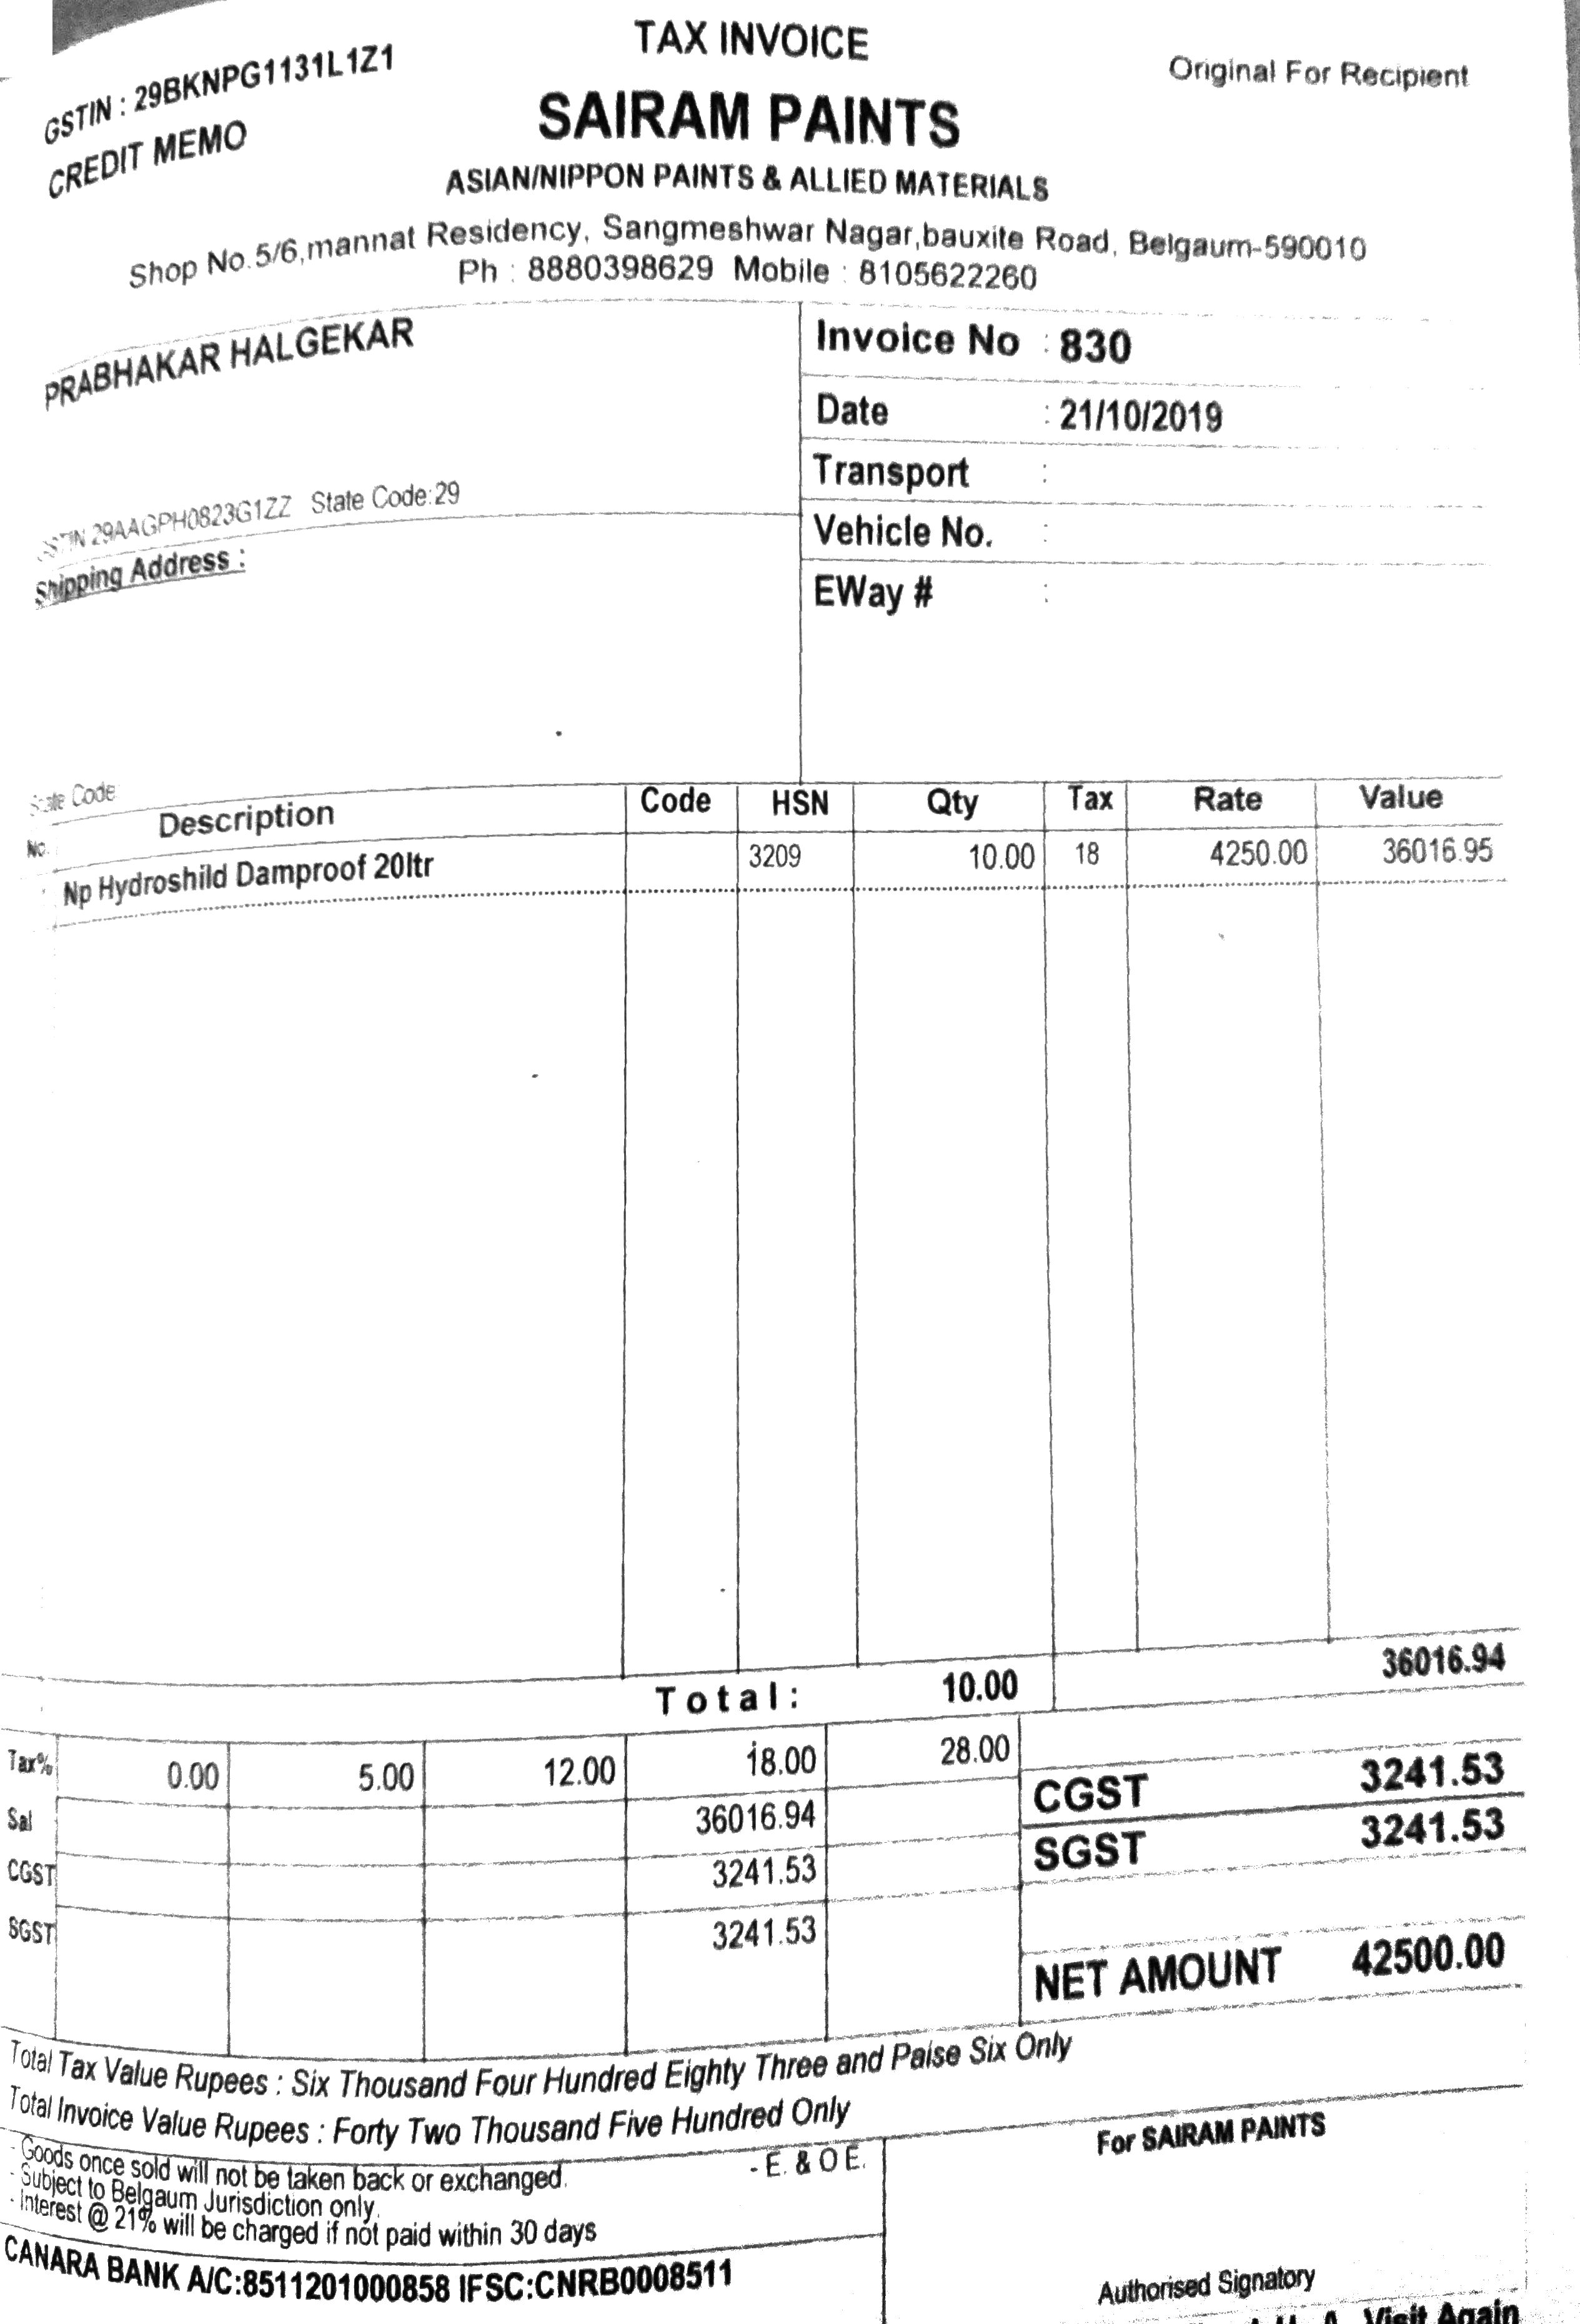 TAX INVOICE
Original For Recipient
GSTIN : 29BKNPG1131L1Z1
CREDIT MEMO
SAIRAM PAINTS
ASIAN/NIPPON PAINTS & ALLIED MATERIALS
Shop No.5/6,mannat Residency, Sangmeshwar Nagar,bauxite Road, Belgaum-590010
Ph : 8880398629 Mobile : 8105622260
PRABHAKAR HALGEKAR
Invoice No : 830
Date : 21/10/2019
Transport :
Vehicle No. :
EWay # :
GSTIN 29AAGPH0823G1ZZ State Code:29
Shipping Address :
State Code
No. Description Code HSN Qty Tax Rate Value
Np Hydroshild Damproof 20ltr 3209 10.00 18 4250.00 36016.95
Total: 10.00 36016.94
Tax% 0.00 5.00 12.00 18.00 28.00
Sal 36016.94
CGST 3241.53
SGST 3241.53
CGST 3241.53
SGST 3241.53
NET AMOUNT 42500.00
Total Tax Value Rupees : Six Thousand Four Hundred Eighty Three and Paise Six Only
Total Invoice Value Rupees : Forty Two Thousand Five Hundred Only
- Goods once sold will not be taken back or exchanged.
- E. & O E.
- Subject to Belgaum Jurisdiction only.
- Interest @ 21% will be charged if not paid within 30 days
CANARA BANK A/C:8511201000858 IFSC:CNRB0008511
For SAIRAM PAINTS
Authorised Signatory
Visit Again